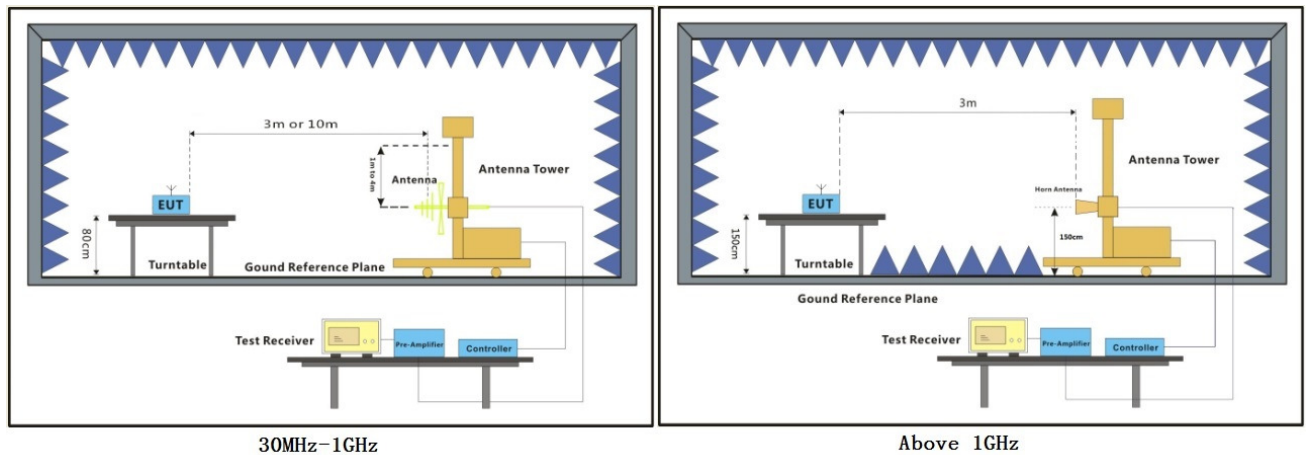 3m or 10m
1m to 4m
Antenna
Antenna Tower
EUT
80cm
Turntable
Gound Reference Plane
Test Receiver
Pre-Amplifier
Controller
30MHz-1GHz
3m
Antenna Tower
Horn Antenna
EUT
150cm
150cm
Turntable
Gound Reference Plane
Test Receiver
Pre-Amplifier
Controller
Above 1GHz